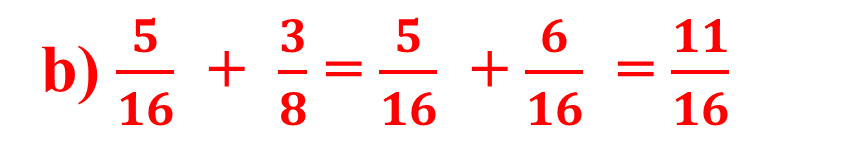 b) 5/16 + 3/8 = 5/16 + 6/16 = 11/16